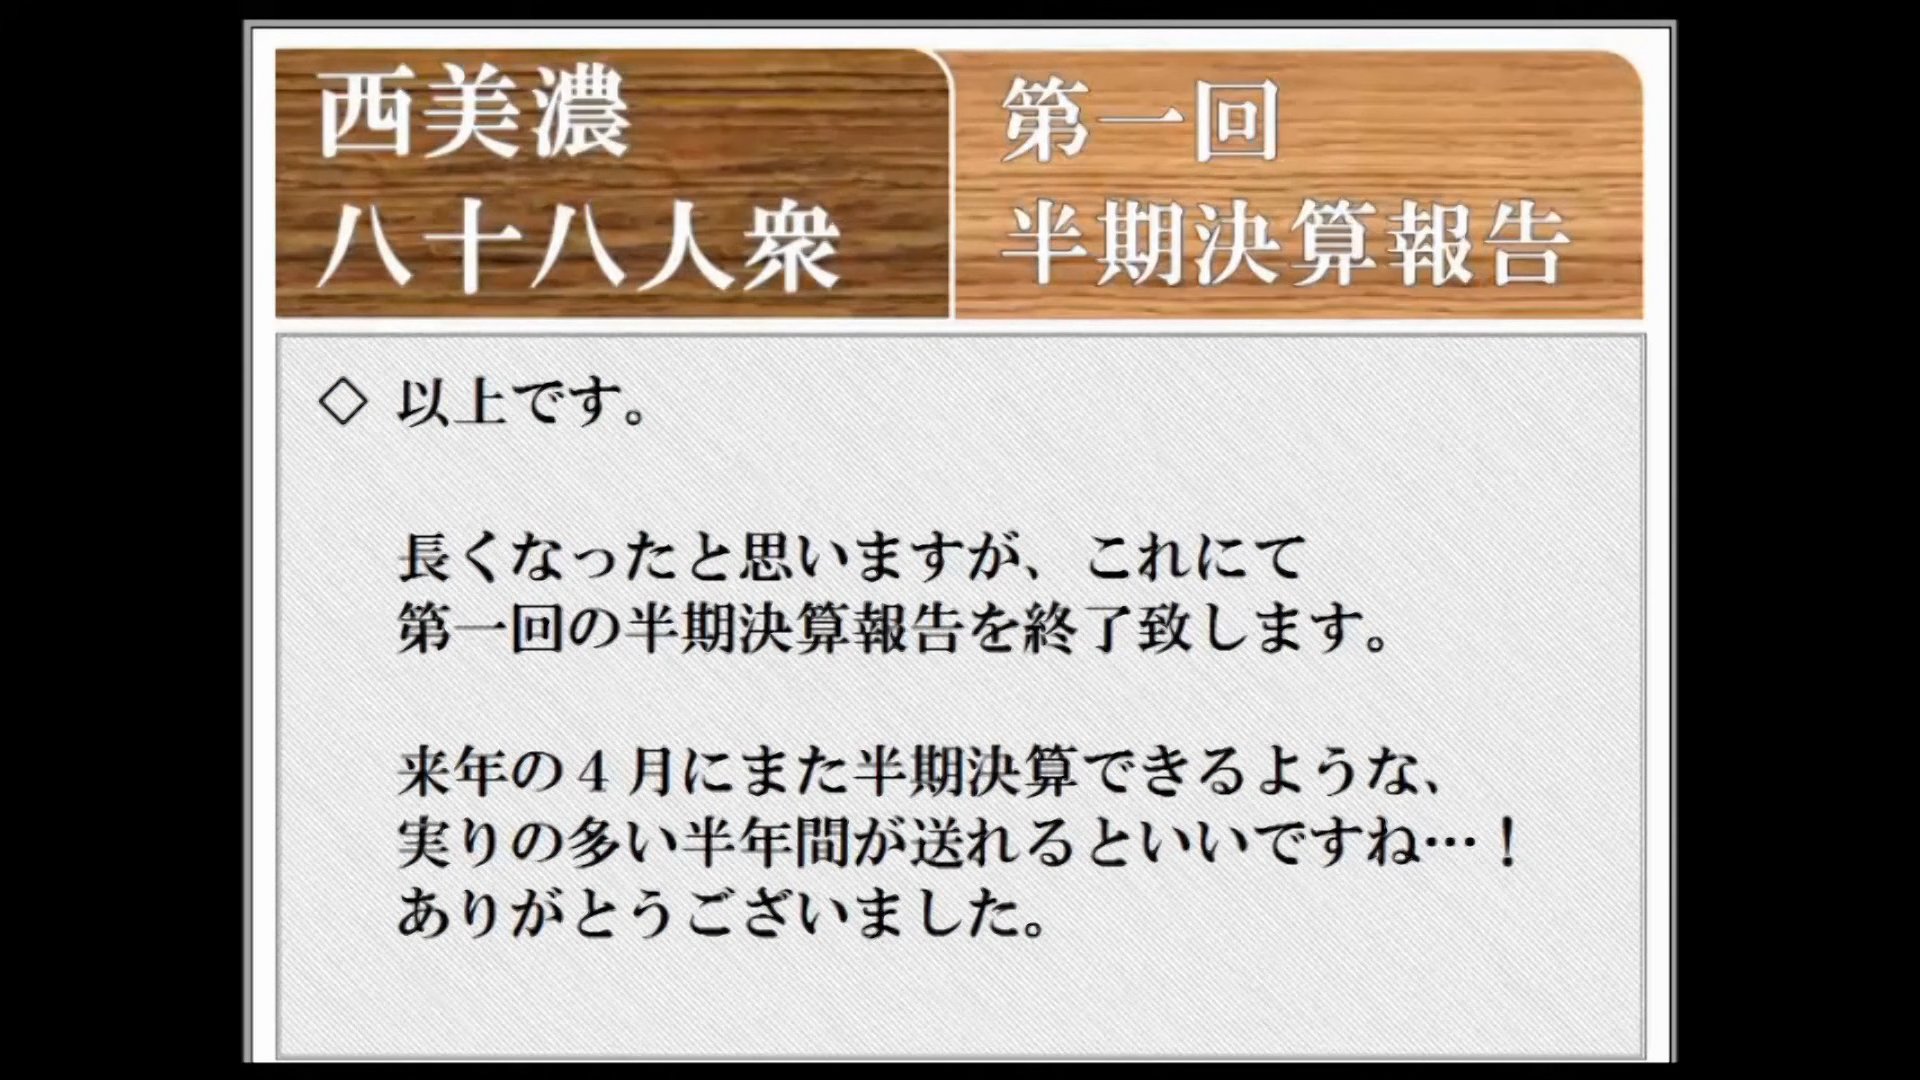 西美濃
八十八人衆
第一回
半期決算報告
◇ 以上です。
長くなったと思いますが、これにて
第一回の半期決算報告を終了致します。
来年の４月にまた半期決算できるような、
実りの多い半年間が送れるといいですね…！
ありがとうございました。